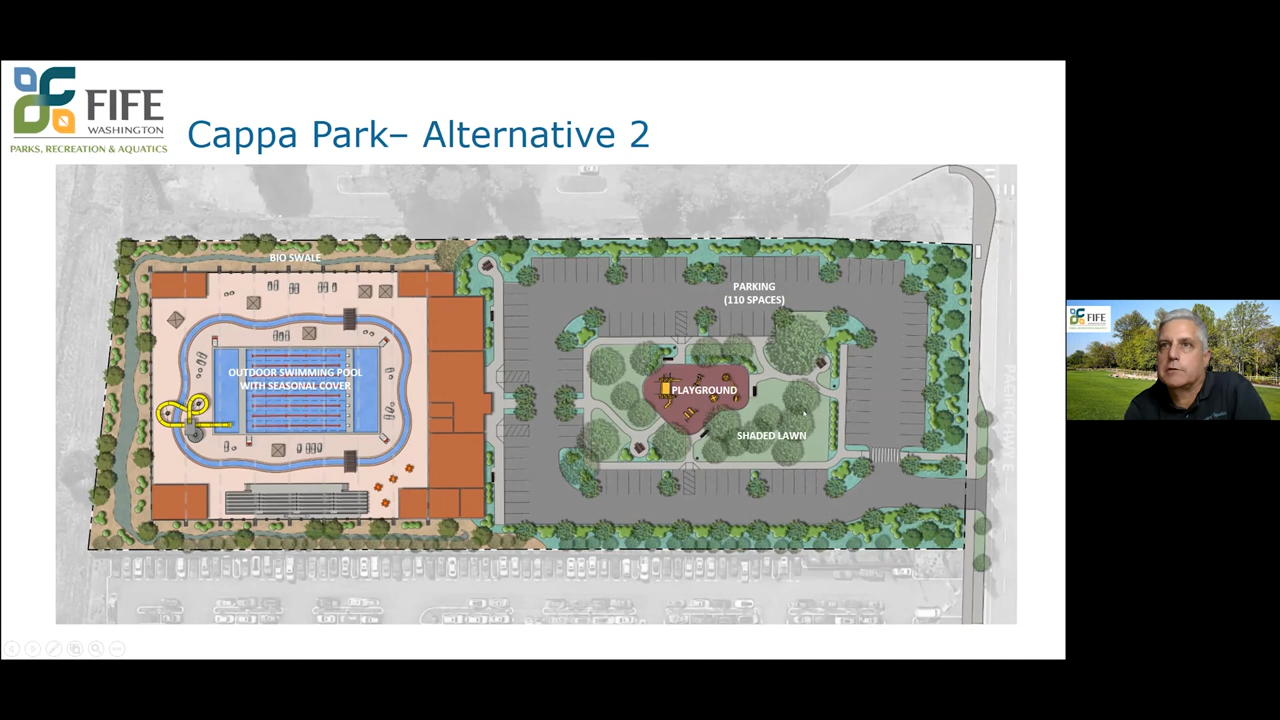 FIFE
WASHINGTON
PARKS, RECREATION & AQUATICS
Cappa Park– Alternative 2
BIO SWALE
PARKING
(110 SPACES)
OUTDOOR SWIMMING POOL
WITH SEASONAL COVER
PLAYGROUND
SHADED LAWN
PACIFIC HWY E
FIFE